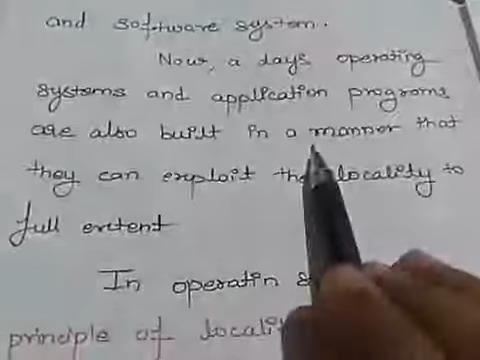 and software system.
Now, a days operating
systems and application programs
are also built in a manner that
they can exploit the locality to
full extent
In operatin
principle of